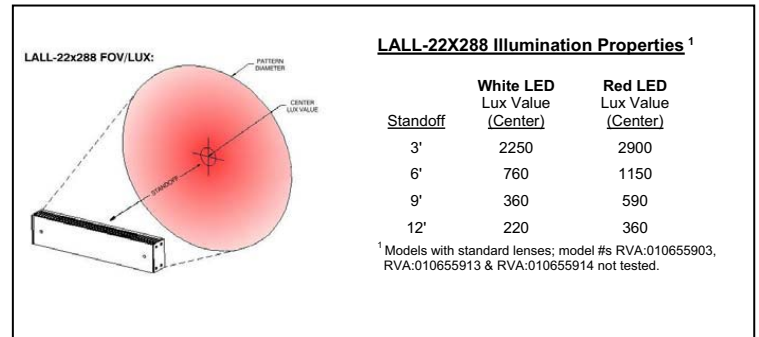 LALL-22x288 FOV/LUX:
PATTERN
DIAMETER
CENTER
LUX VALUE
STANDOFF
LALL-22X288 Illumination Properties 1
White LED Red LED
Lux Value Lux Value
Standoff (Center) (Center)
3' 2250 2900
6' 760 1150
9' 360 590
12' 220 360
1 Models with standard lenses; model #s RVA:010655903,
RVA:010655913 & RVA:010655914 not tested.